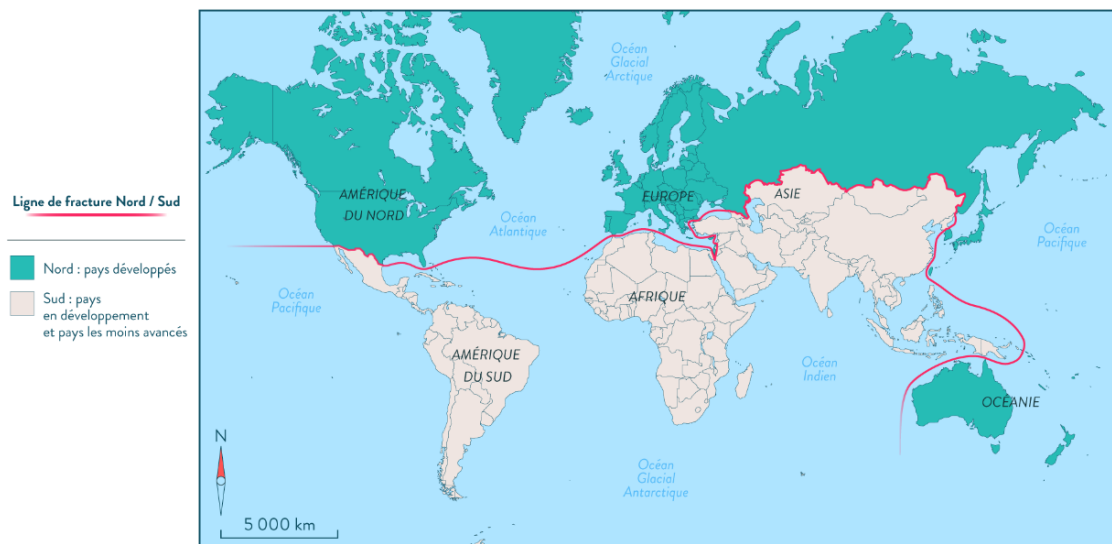 Ligne de fracture Nord / Sud
Nord : pays développés
Sud : pays
en développement
et pays les moins avancés
Océan
Glacial
Arctique
AMÉRIQUE
DU NORD
EUROPE
ASIE
Océan
Atlantique
Océan
Pacifique
Océan
Pacifique
AFRIQUE
AMÉRIQUE
DU SUD
Océan
Indien
OCÉANIE
Océan
Glacial
Antarctique
N
5 000 km